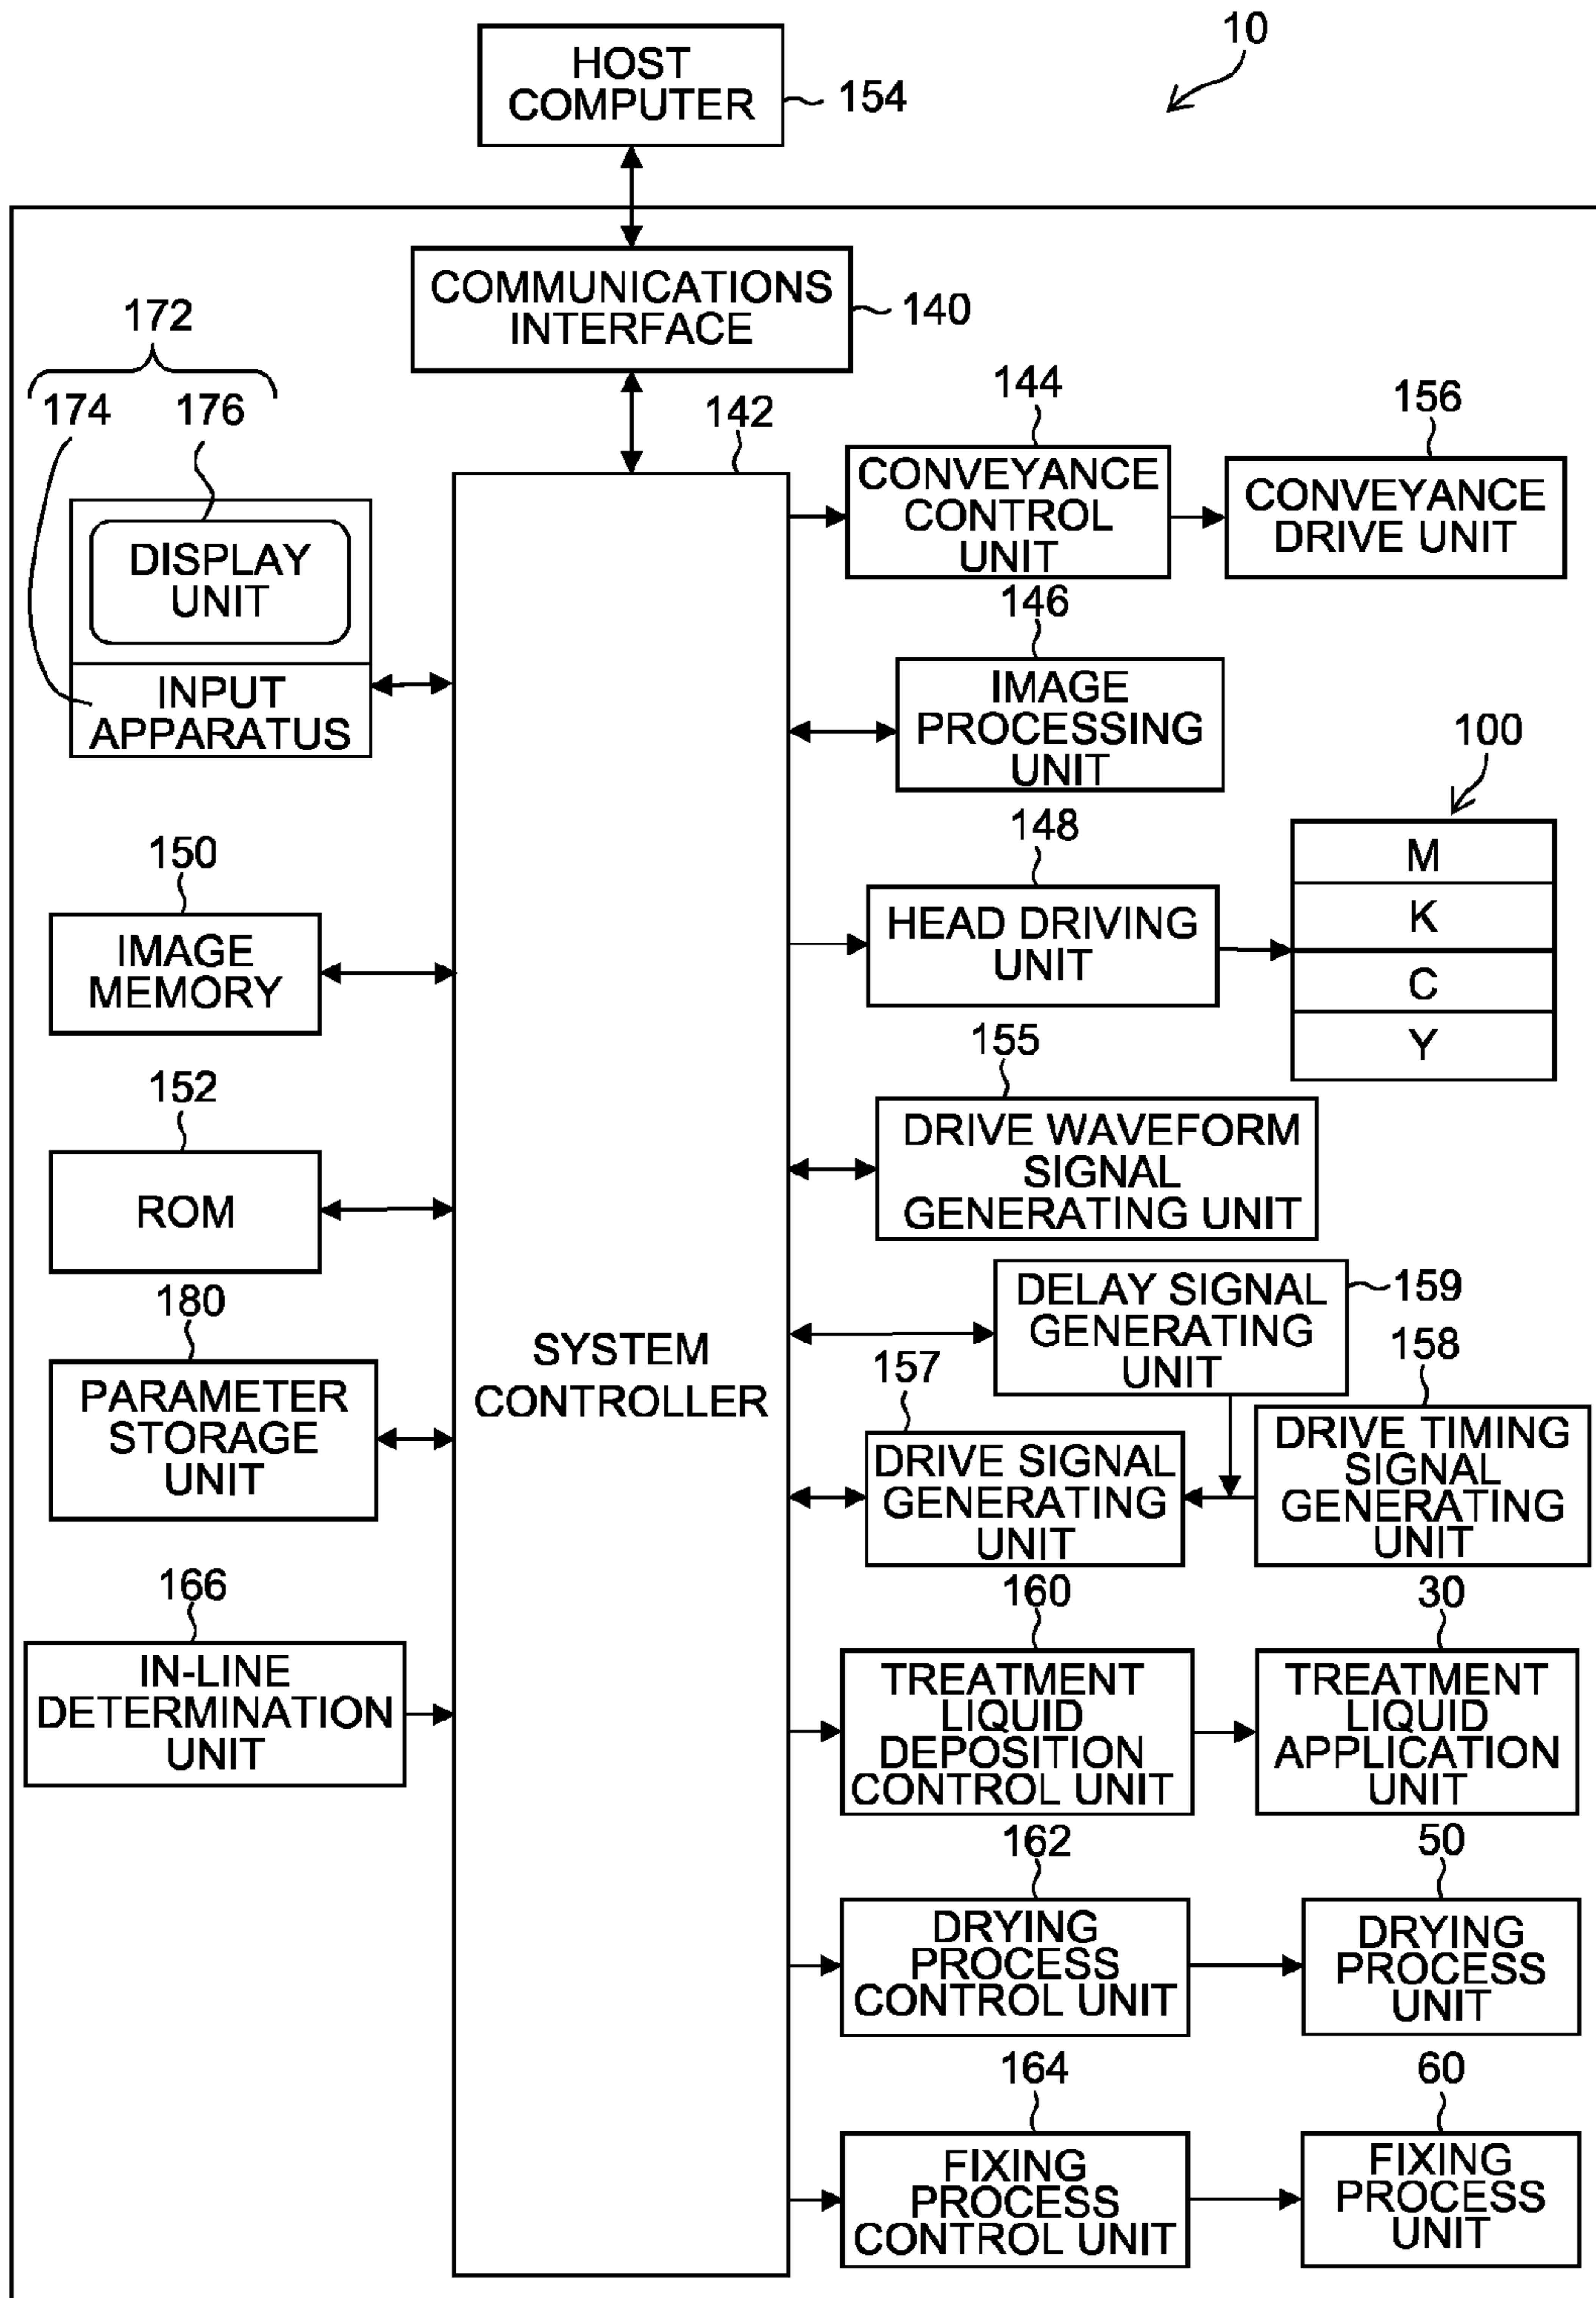 10
HOST
COMPUTER
154
COMMUNICATIONS
INTERFACE
140
172
174
176
142
144
156
DISPLAY
UNIT
INPUT
APPARATUS
CONVEYANCE
CONTROL
UNIT
CONVEYANCE
DRIVE UNIT
146
IMAGE
PROCESSING
UNIT
100
M
K
C
Y
148
HEAD DRIVING
UNIT
150
IMAGE
MEMORY
155
DRIVE WAVEFORM
SIGNAL
GENERATING UNIT
152
ROM
DELAY SIGNAL
GENERATING
UNIT
159
180
PARAMETER
STORAGE
UNIT
SYSTEM
CONTROLLER
157
DRIVE SIGNAL
GENERATING
UNIT
158
DRIVE TIMING
SIGNAL
GENERATING
UNIT
166
IN-LINE
DETERMINATION
UNIT
160
TREATMENT
LIQUID
DEPOSITION
CONTROL UNIT
30
TREATMENT
LIQUID
APPLICATION
UNIT
162
DRYING
PROCESS
CONTROL UNIT
50
DRYING
PROCESS
UNIT
164
FIXING
PROCESS
CONTROL UNIT
60
FIXING
PROCESS
UNIT